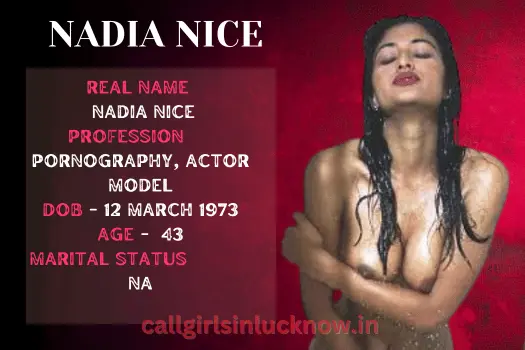 NADIA NICE
REAL NAME
NADIA NICE
PROFESSION
PORNOGRAPHY, ACTOR
MODEL
DOB - 12 MARCH 1973
AGE - 43
MARITAL STATUS
NA
callgirlsinlucknow.in